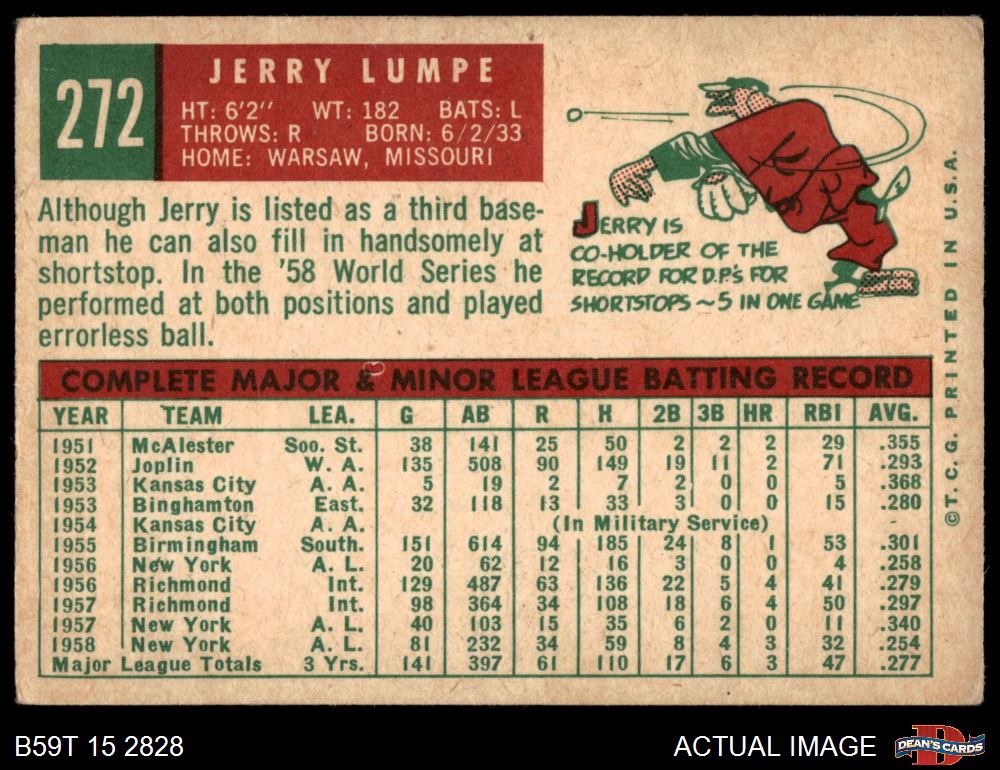 272
JERRY LUMPE
HT: 6'2" WT: 182 BATS: L
THROWS: R BORN: 6/2/33
HOME: WARSAW, MISSOURI
Although Jerry is listed as a third base-
man he can also fill in handsomely at
shortstop. In the '58 World Series he
performed at both positions and played
errorless ball.
JERRY IS
CO-HOLDER OF THE
RECORD FOR D.P.'s FOR
SHORTSTOPS ~ 5 IN ONE GAME
COMPLETE MAJOR & MINOR LEAGUE BATTING RECORD
YEAR TEAM LEA. G AB R H 2B 3B HR RBI AVG.
1951 McAlester Soo. St. 38 141 25 50 2 2 2 29 .355
1952 Joplin W. A. 135 508 90 149 19 11 2 71 .293
1953 Kansas City A. A. 5 19 2 7 2 0 0 5 .368
1953 Binghamton East. 32 118 13 33 3 0 0 15 .280
1954 Kansas City A. A. (In Military Service) -
1955 Birmingham South. 151 614 94 185 24 8 1 53 .301
1956 New York A. L. 20 62 12 16 3 0 0 4 .258
1956 Richmond Int. 129 487 63 136 22 5 4 41 .279
1957 Richmond Int. 98 364 34 108 18 6 4 50 .297
1957 New York A. L. 40 103 15 35 6 2 0 11 .340
1958 New York A. L. 81 232 34 59 8 4 3 32 .254
Major League Totals 3 Yrs. 141 397 61 110 17 6 3 47 .277
© T. C. G. PRINTED IN U.S.A.
B59T 15 2828
ACTUAL IMAGE
D
DEAN'S CARDS